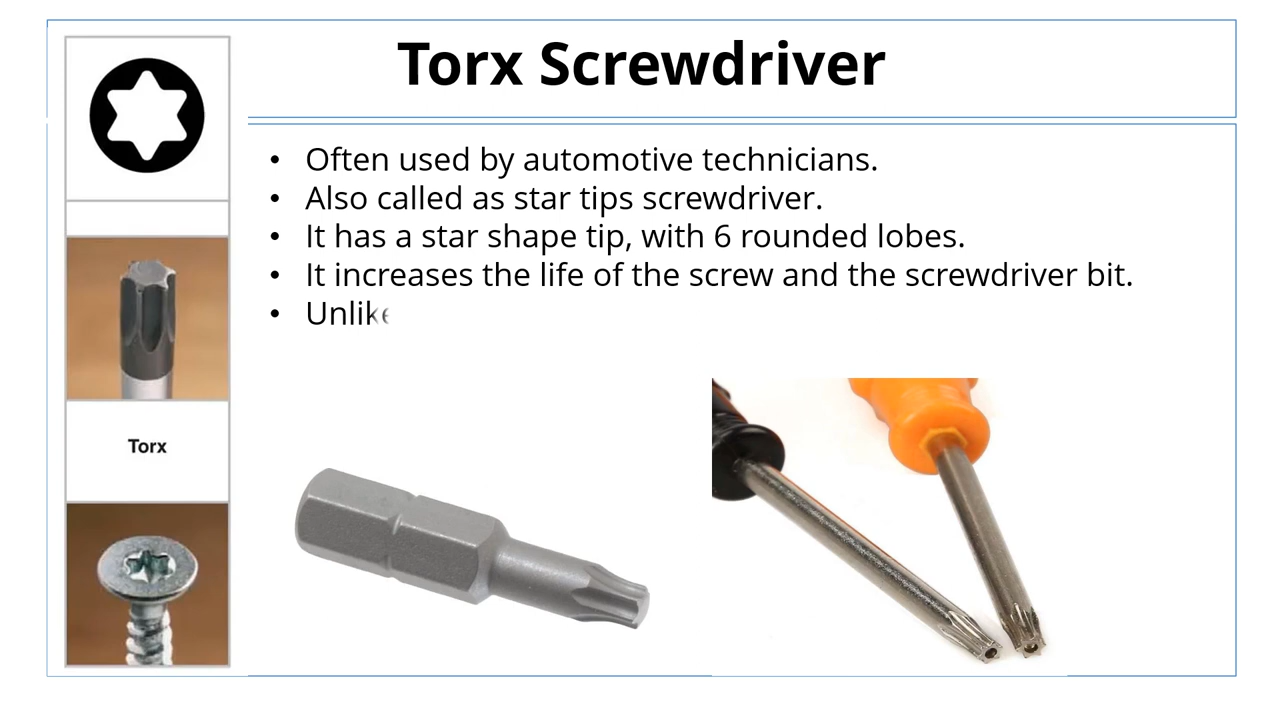 Torx Screwdriver
• Often used by automotive technicians.
• Also called as star tips screwdriver.
• It has a star shape tip, with 6 rounded lobes.
• It increases the life of the screw and the screwdriver bit.
• Unlike
Torx